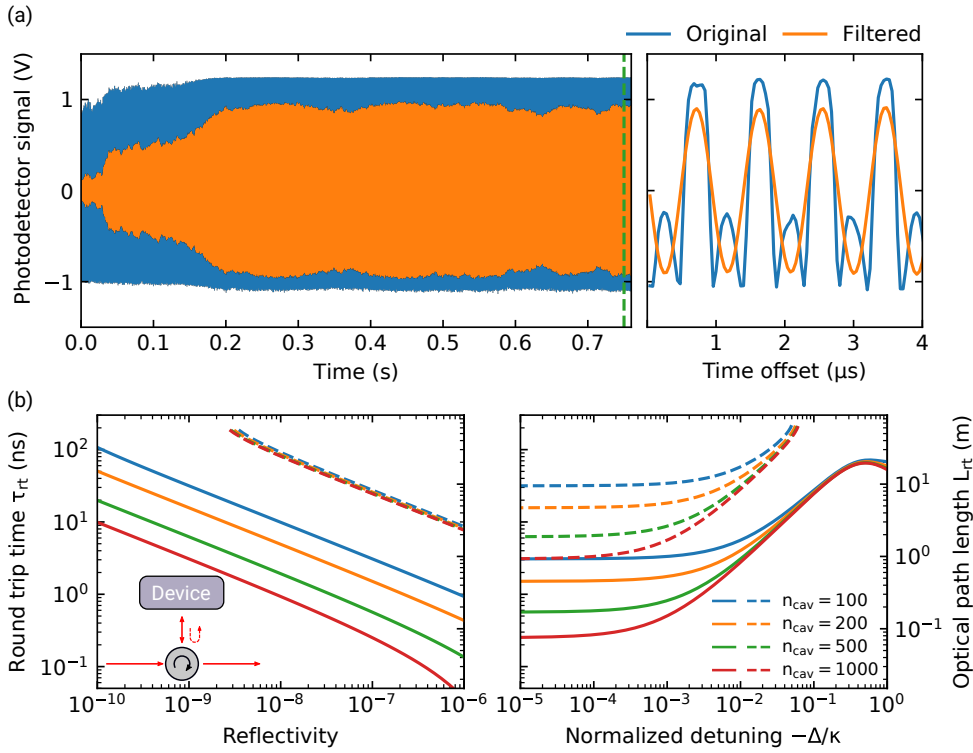 (a)
Original
Filtered
Photodetector signal (V)
1
0
−1
0.0 0.1 0.2 0.3 0.4 0.5 0.6 0.7
Time (s)
1 2 3 4
Time offset (μs)
(b)
Round trip time τrt (ns)
10²
10¹
10⁰
10⁻¹
Device
10⁻¹⁰ 10⁻⁹ 10⁻⁸ 10⁻⁷ 10⁻⁶
Reflectivity
ncav = 100
ncav = 200
ncav = 500
ncav = 1000
10⁻⁵ 10⁻⁴ 10⁻³ 10⁻² 10⁻¹ 10⁰
Normalized detuning −Δ/κ
10¹
10⁰
10⁻¹
Optical path length Lrt (m)